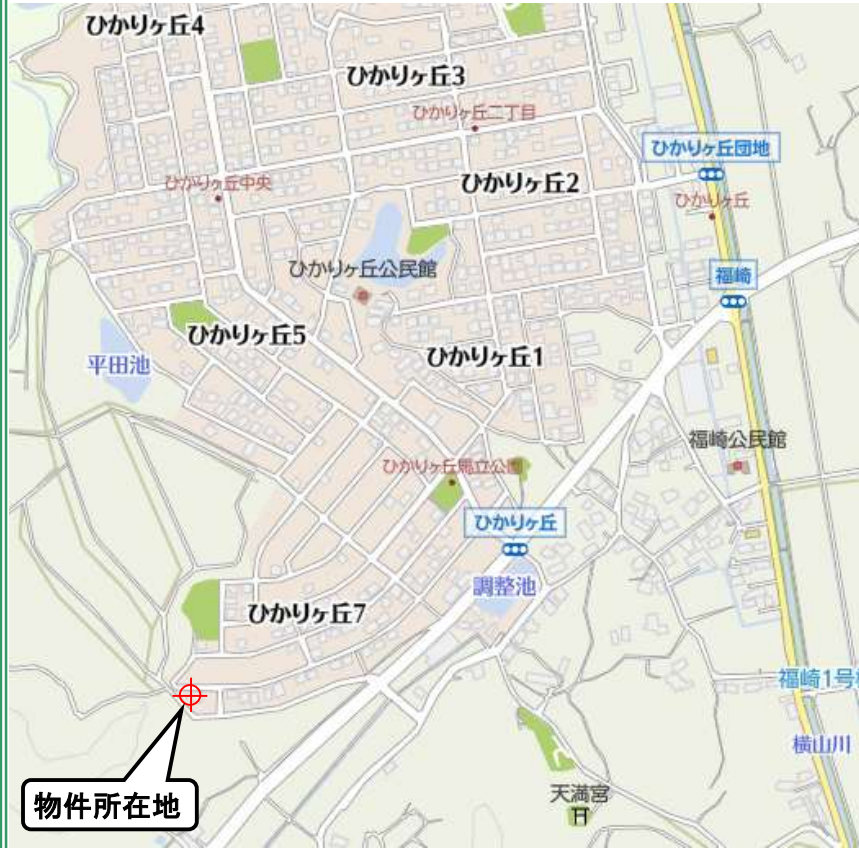 ひかりヶ丘4
ひかりヶ丘3
ひかりヶ丘二丁目
ひかりヶ丘団地
ひかりヶ丘中央
ひかりヶ丘2
ひかりヶ丘
ひかりヶ丘公民館
福崎
ひかりヶ丘5
ひかりヶ丘1
平田池
福崎公民館
ひかりヶ丘馬立公園
ひかりヶ丘
調整池
ひかりヶ丘7
福崎1号
横山川
天満宮
物件所在地